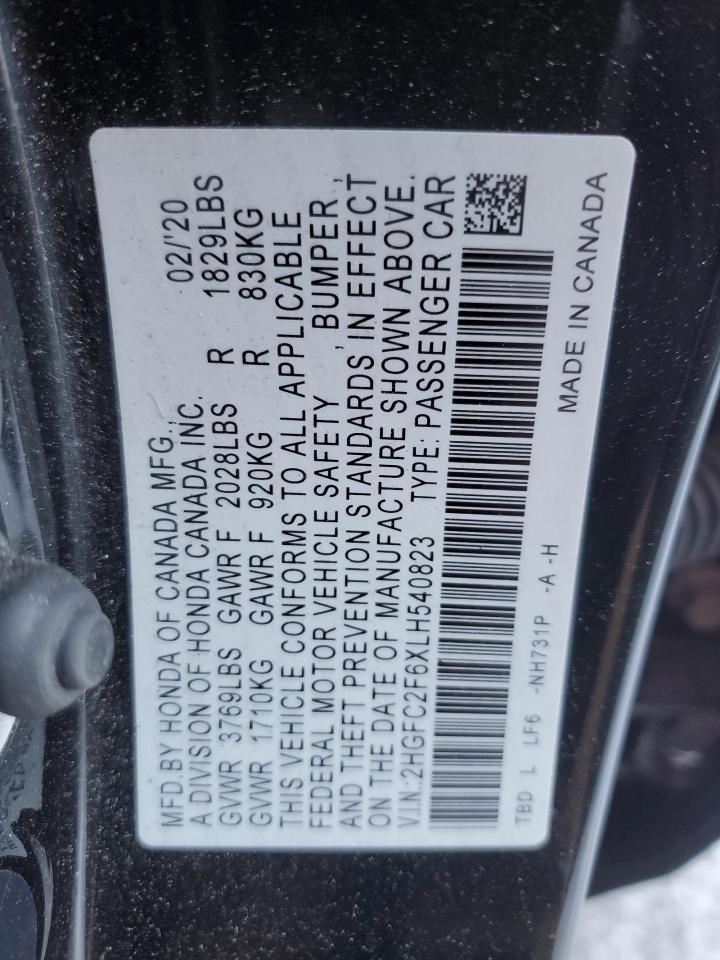 MFD.BY HONDA OF CANADA MFG., 02/'20
A DIVISION OF HONDA CANADA INC.
GVWR 3769LBS GAWR F 2028LBS R 1829LBS
GVWR 1710KG GAWR F 920KG R 830KG
THIS VEHICLE CONFORMS TO ALL APPLICABLE
FEDERAL MOTOR VEHICLE SAFETY , BUMPER ,
AND THEFT PREVENTION STANDARDS IN EFFECT
ON THE DATE OF MANUFACTURE SHOWN ABOVE.
V.I.N.:2HGFC2F6XLH540823 TYPE: PASSENGER CAR
TBD L LF6 -NH731P -A -H
MADE IN CANADA